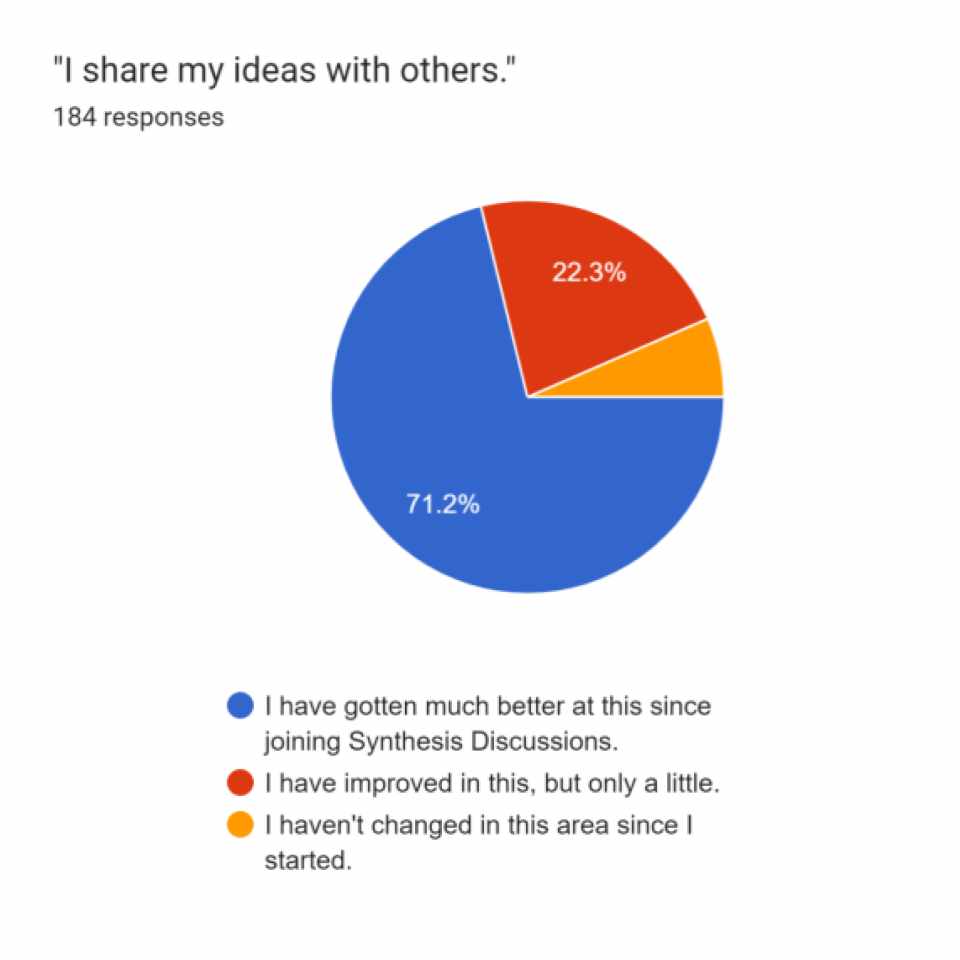 "I share my ideas with others."
184 responses
22.3%
71.2%
I have gotten much better at this since
joining Synthesis Discussions.
I have improved in this, but only a little.
I haven't changed in this area since I
started.